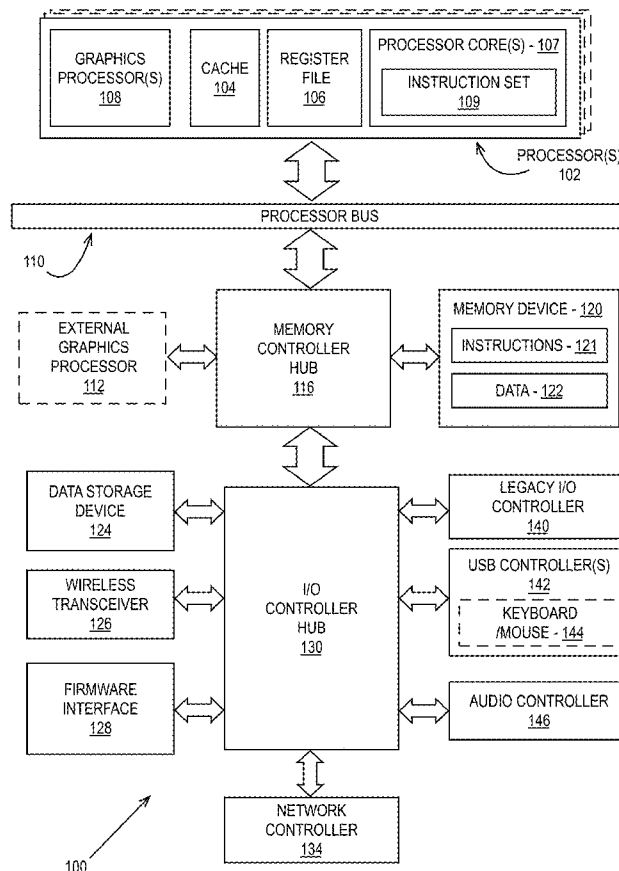 GRAPHICS
PROCESSOR(S)
108
CACHE
104
REGISTER
FILE
106
PROCESSOR CORE(S) - 107
INSTRUCTION SET
109
PROCESSOR(S)
102
PROCESSOR BUS
110
EXTERNAL
GRAPHICS
PROCESSOR
112
MEMORY
CONTROLLER
HUB
116
MEMORY DEVICE - 120
INSTRUCTIONS - 121
DATA - 122
DATA STORAGE
DEVICE
124
WIRELESS
TRANSCEIVER
126
FIRMWARE
INTERFACE
128
I/O
CONTROLLER
HUB
130
LEGACY I/O
CONTROLLER
140
USB CONTROLLER(S)
142
KEYBOARD
/MOUSE - 144
AUDIO CONTROLLER
146
NETWORK
CONTROLLER
134
100